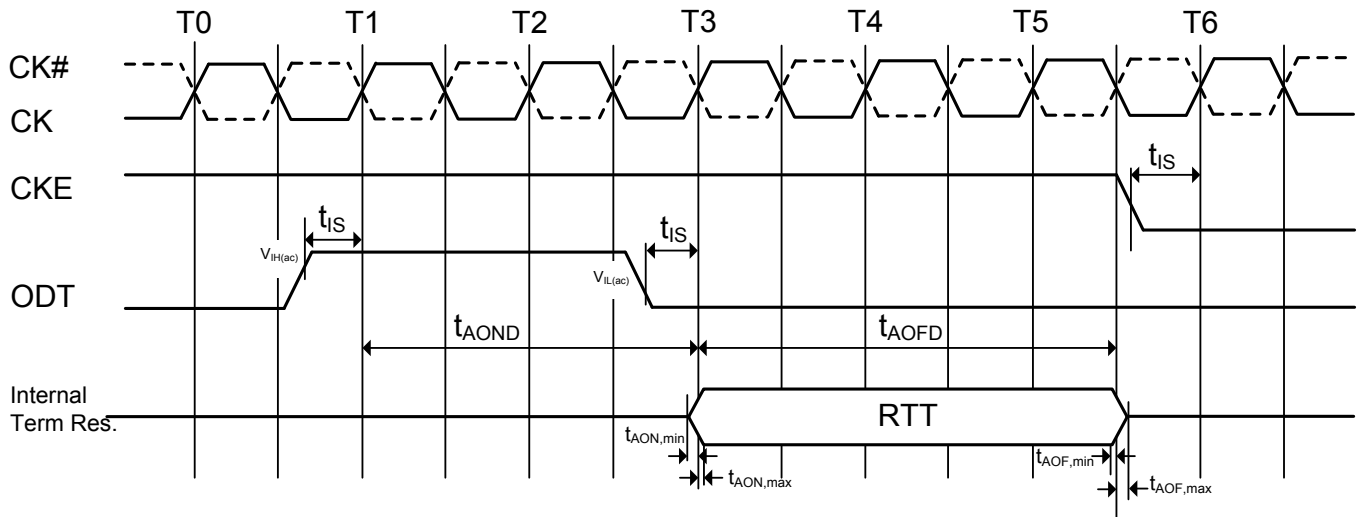 T0 T1 T2 T3 T4 T5 T6
CK#
CK
CKE
tIS
tIS
tIS
VIH(ac)
VIL(ac)
ODT
tAOND
tAOFD
Internal
Term Res.
RTT
tAON,min
tAOF,min
tAON,max
tAOF,max